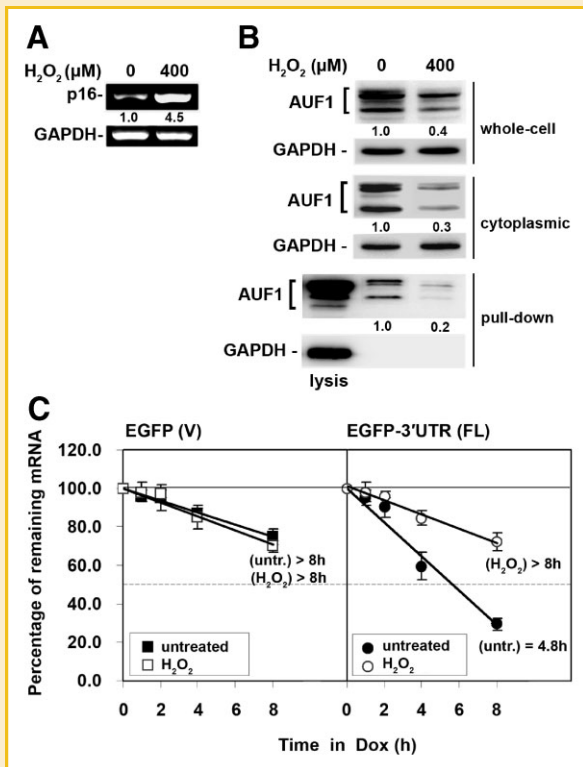 A
H₂O₂ (µM) 0 400
p16-
1.0 4.5
GAPDH-
B
H₂O₂ (µM) 0 400
AUF1
1.0 0.4
GAPDH -
whole-cell
AUF1
1.0 0.3
GAPDH -
cytoplasmic
AUF1
1.0 0.2
GAPDH -
pull-down
lysis
C
EGFP (V) EGFP-3'UTR (FL)
Percentage of remaining mRNA
120.0
100.0
80.0
60.0
40.0
20.0
0.0
(untr.) > 8h
(H₂O₂) > 8h
untreated
H₂O₂
(H₂O₂) > 8h
(untr.) = 4.8h
untreated
H₂O₂
0 2 4 6 8 0 2 4 6 8
Time in Dox (h)